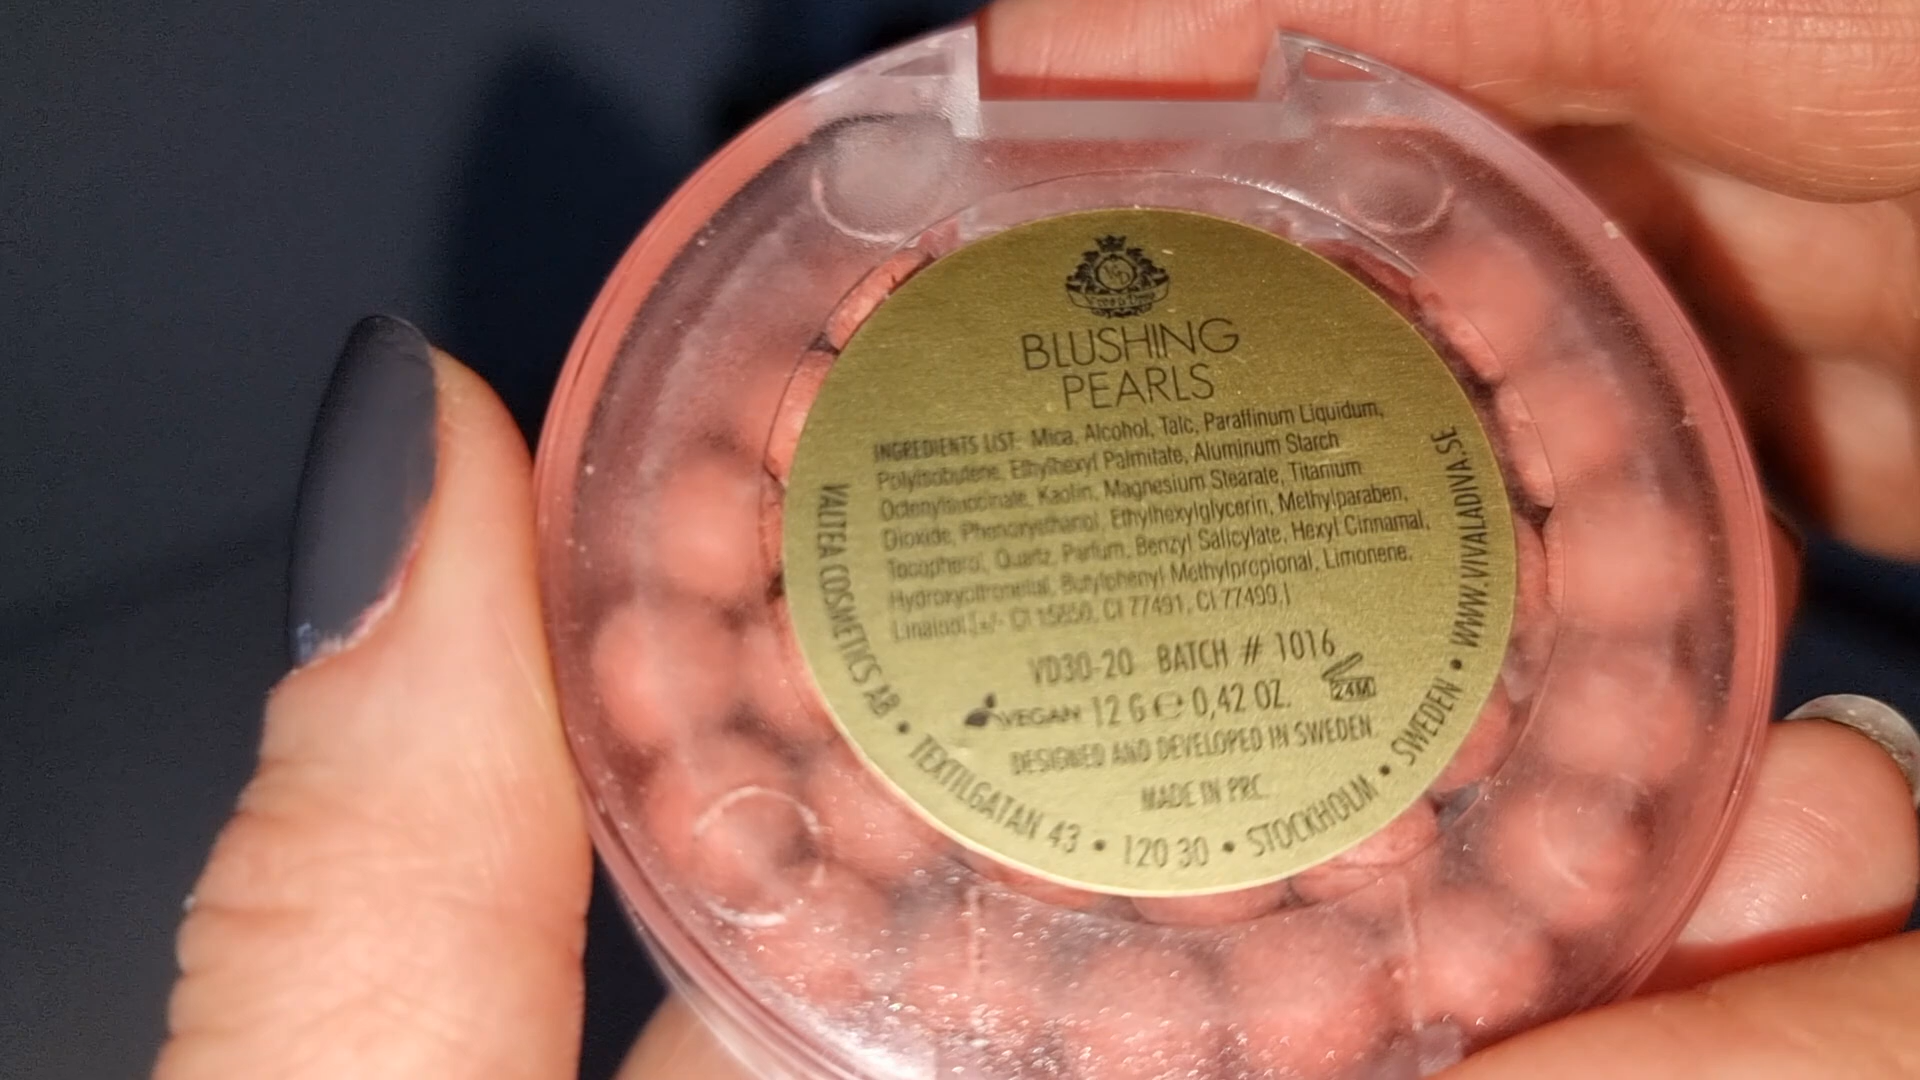 BLUSHING
PEARLS
INGREDIENTS LIST: Mica, Alcohol, Talc, Paraffinum Liquidum,
Polyisobutene, Ethylhexyl Palmitate, Aluminum Starch
Octenylsuccinate, Kaolin, Magnesium Stearate, Titanium
Dioxide, Phenoxyethanol, Ethylhexylglycerin, Methylparaben,
Tocopherol, Quartz, Parfum, Benzyl Salicylate, Hexyl Cinnamal,
Hydroxycitronellal, Butylphenyl Methylpropional, Limonene,
Linalool, [+/- CI 15850, CI 77491, CI 77499.]
VD30-20 BATCH # 1016
24M
VEGAN 12 G e 0,42 OZ.
DESIGNED AND DEVELOPED IN SWEDEN.
MADE IN PRC.
VALTEA COSMETICS AB • TEXTILGATAN 43 • 120 30 • STOCKHOLM • SWEDEN • WWW.VIVALADIVA.SE